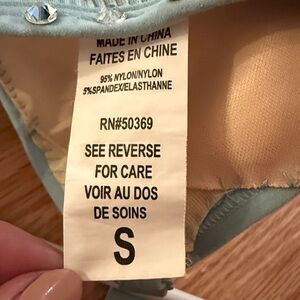 MADE IN CHINA
FAITES EN CHINE
95% NYLON/NYLON
5%SPANDEX/ELASTHANNE
RN#50369
SEE REVERSE
FOR CARE
VOIR AU DOS
DE SOINS
S